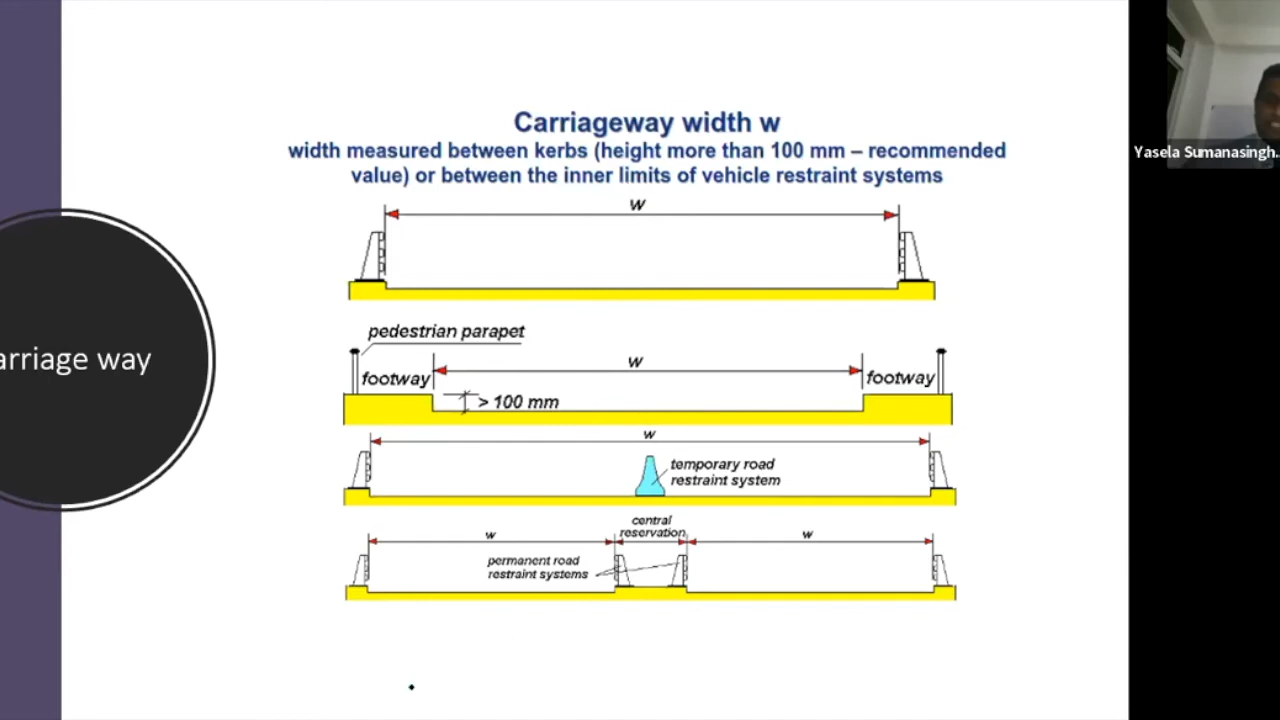 Carriageway width w
width measured between kerbs (height more than 100 mm – recommended
value) or between the inner limits of vehicle restraint systems
w
pedestrian parapet
w
footway
footway
> 100 mm
arriage way
w
temporary road
restraint system
central
reservation
w
w
permanent road
restraint systems
Yasela Sumanasingh...